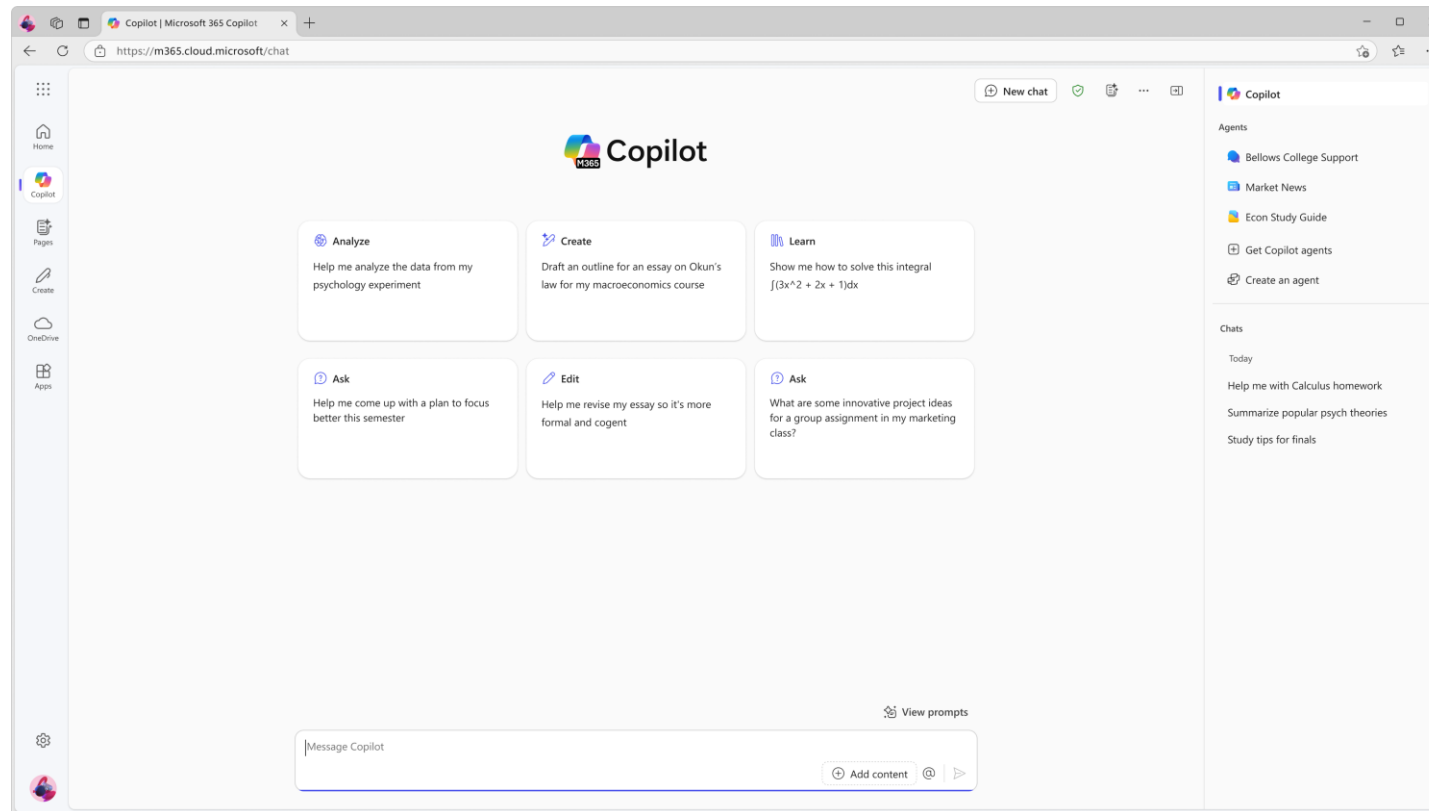 Copilot | Microsoft 365 Copilot
https://m365.cloud.microsoft/chat
Home
Copilot
Pages
Create
OneDrive
Apps
New chat
M365 Copilot
Analyze
Help me analyze the data from my
psychology experiment
Create
Draft an outline for an essay on Okun's
law for my macroeconomics course
Learn
Show me how to solve this integral
∫(3x^2 + 2x + 1)dx
Ask
Help me come up with a plan to focus
better this semester
Edit
Help me revise my essay so it's more
formal and cogent
Ask
What are some innovative project ideas
for a group assignment in my marketing
class?
View prompts
Message Copilot
Add content
Copilot
Agents
Bellows College Support
Market News
Econ Study Guide
Get Copilot agents
Create an agent
Chats
Today
Help me with Calculus homework
Summarize popular psych theories
Study tips for finals